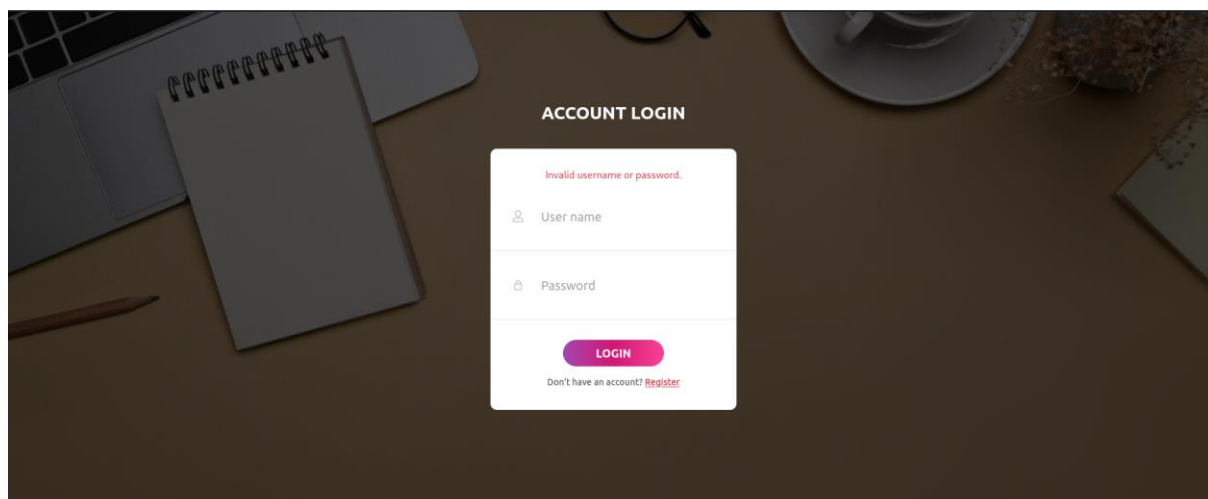 ACCOUNT LOGIN
Invalid username or password.
User name
Password
LOGIN
Don't have an account? Register